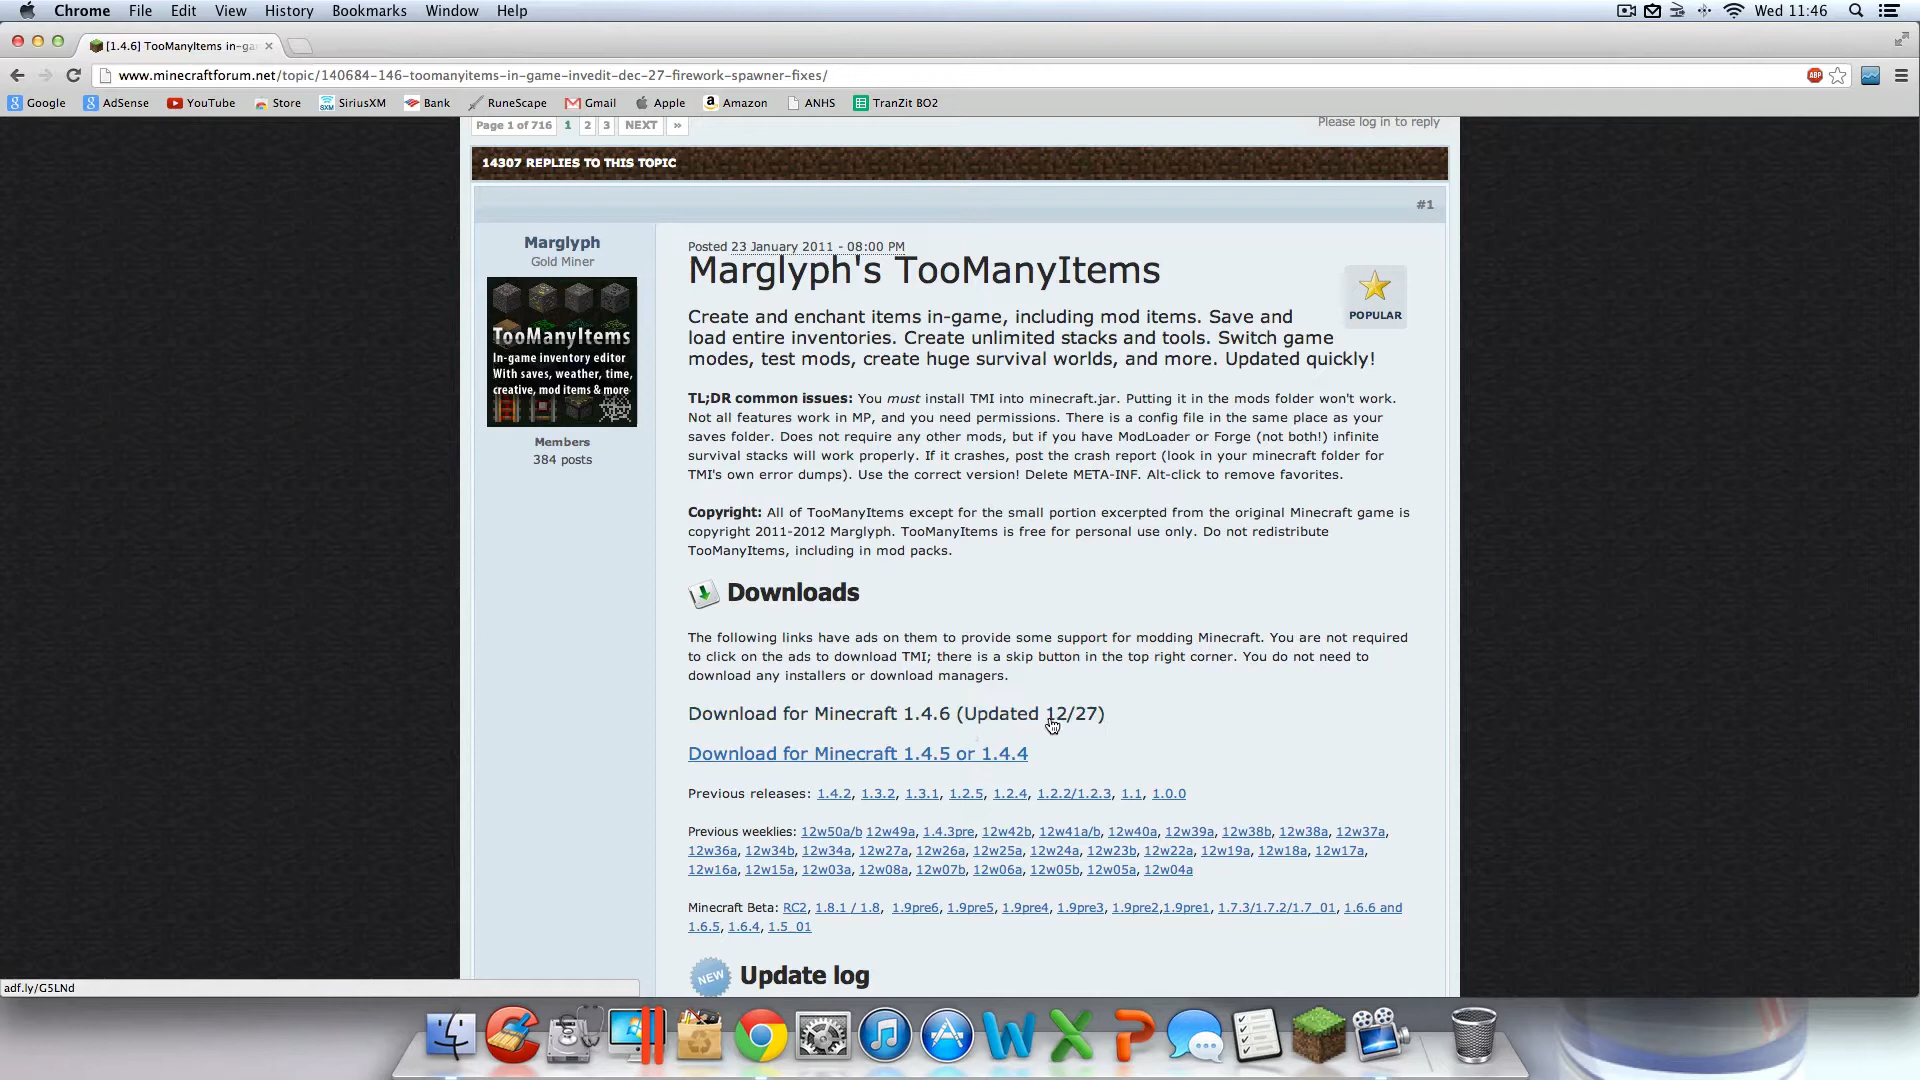 Chrome File Edit View History Bookmarks Window Help Wed 11:46
[1.4.6] TooManyItems in-ga
www.minecraftforum.net/topic/140684-146-toomanyitems-in-game-invedit-dec-27-firework-spawner-fixes/ ABP
Google AdSense YouTube Store SiriusXM Bank RuneScape Gmail Apple Amazon ANHS TranZit BO2
Page 1 of 716 1 2 3 NEXT » Please log in to reply
14307 REPLIES TO THIS TOPIC
#1
Marglyph
Gold Miner
TooManyItems
In-game inventory editor
With saves, weather, time,
creative, mod items & more
Members
384 posts
Posted 23 January 2011 - 08:00 PM
Marglyph's TooManyItems
POPULAR
Create and enchant items in-game, including mod items. Save and
load entire inventories. Create unlimited stacks and tools. Switch game
modes, test mods, create huge survival worlds, and more. Updated quickly!
TL;DR common issues: You must install TMI into minecraft.jar. Putting it in the mods folder won't work.
Not all features work in MP, and you need permissions. There is a config file in the same place as your
saves folder. Does not require any other mods, but if you have ModLoader or Forge (not both!) infinite
survival stacks will work properly. If it crashes, post the crash report (look in your minecraft folder for
TMI's own error dumps). Use the correct version! Delete META-INF. Alt-click to remove favorites.
Copyright: All of TooManyItems except for the small portion excerpted from the original Minecraft game is
copyright 2011-2012 Marglyph. TooManyItems is free for personal use only. Do not redistribute
TooManyItems, including in mod packs.
Downloads
The following links have ads on them to provide some support for modding Minecraft. You are not required
to click on the ads to download TMI; there is a skip button in the top right corner. You do not need to
download any installers or download managers.
Download for Minecraft 1.4.6 (Updated 12/27)
Download for Minecraft 1.4.5 or 1.4.4
Previous releases: 1.4.2, 1.3.2, 1.3.1, 1.2.5, 1.2.4, 1.2.2/1.2.3, 1.1, 1.0.0
Previous weeklies: 12w50a/b 12w49a, 1.4.3pre, 12w42b, 12w41a/b, 12w40a, 12w39a, 12w38b, 12w38a, 12w37a,
12w36a, 12w34b, 12w34a, 12w27a, 12w26a, 12w25a, 12w24a, 12w23b, 12w22a, 12w19a, 12w18a, 12w17a,
12w16a, 12w15a, 12w03a, 12w08a, 12w07b, 12w06a, 12w05b, 12w05a, 12w04a
Minecraft Beta: RC2, 1.8.1 / 1.8, 1.9pre6, 1.9pre5, 1.9pre4, 1.9pre3, 1.9pre2,1.9pre1, 1.7.3/1.7.2/1.7_01, 1.6.6 and
1.6.5, 1.6.4, 1.5_01
NEW Update log
adf.ly/G5LNd